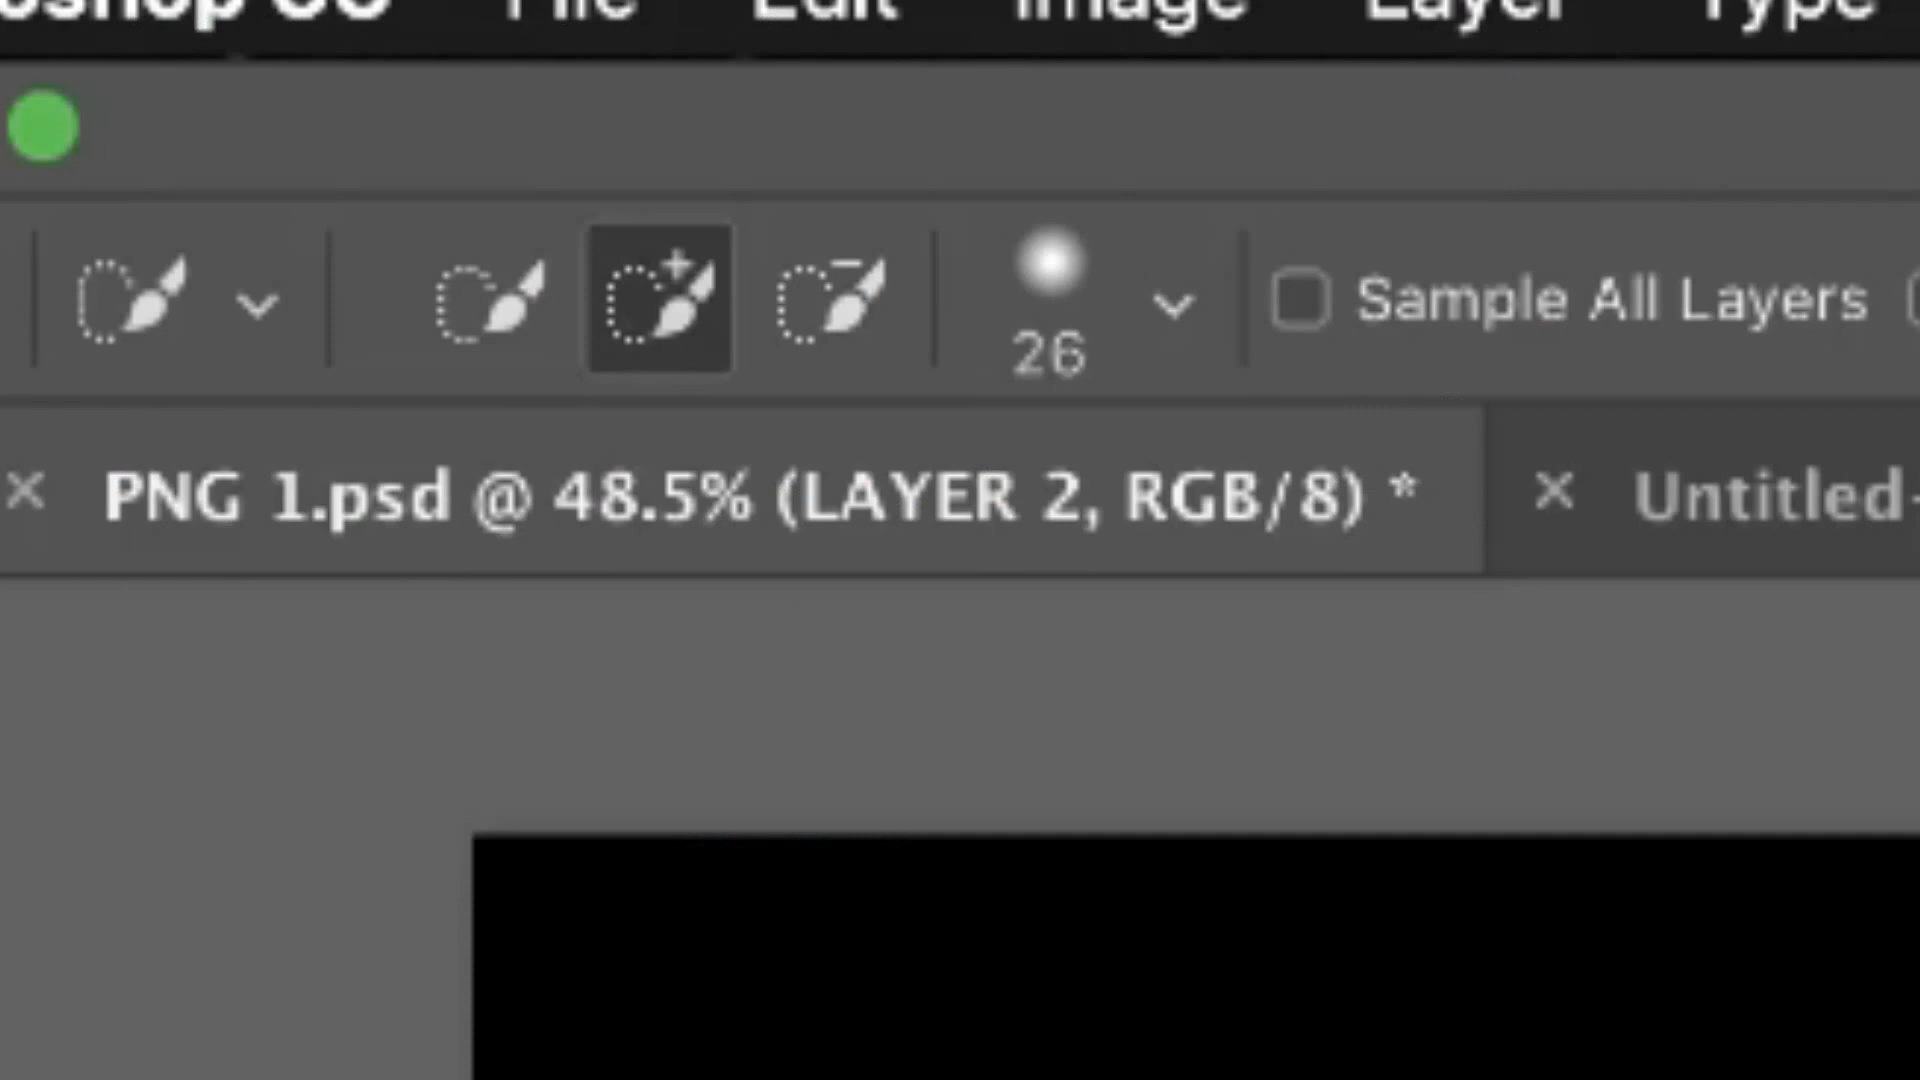 oshop CC File Edit Image Layer Type
26
Sample All Layers
PNG 1.psd @ 48.5% (LAYER 2, RGB/8) *
Untitled-